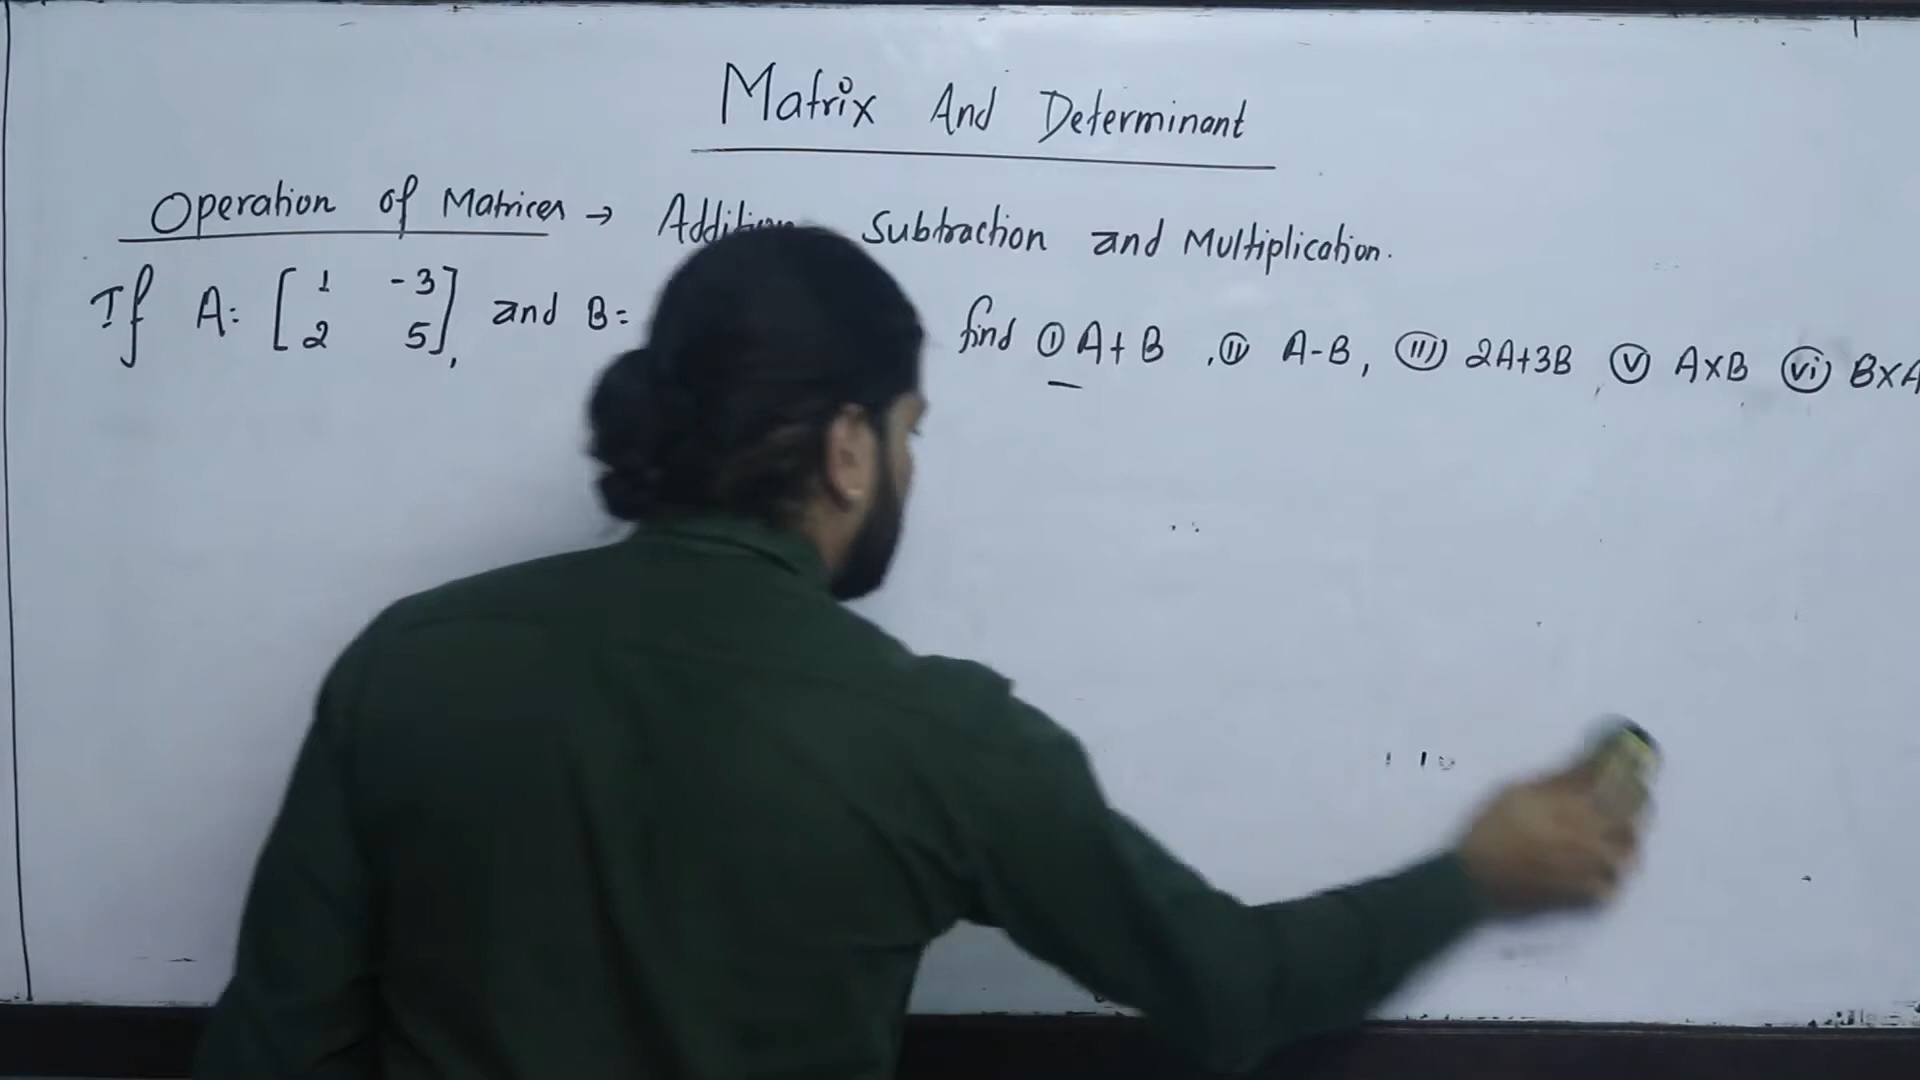 Matrix And Determinant
Operation of Matrices → Addition Subtraction and Multiplication.
If A= [ 1 -3 and B= find (i) A+B , (ii) A-B, (iii) 2A+3B , (v) A×B (vi) B×A
2 5 ],